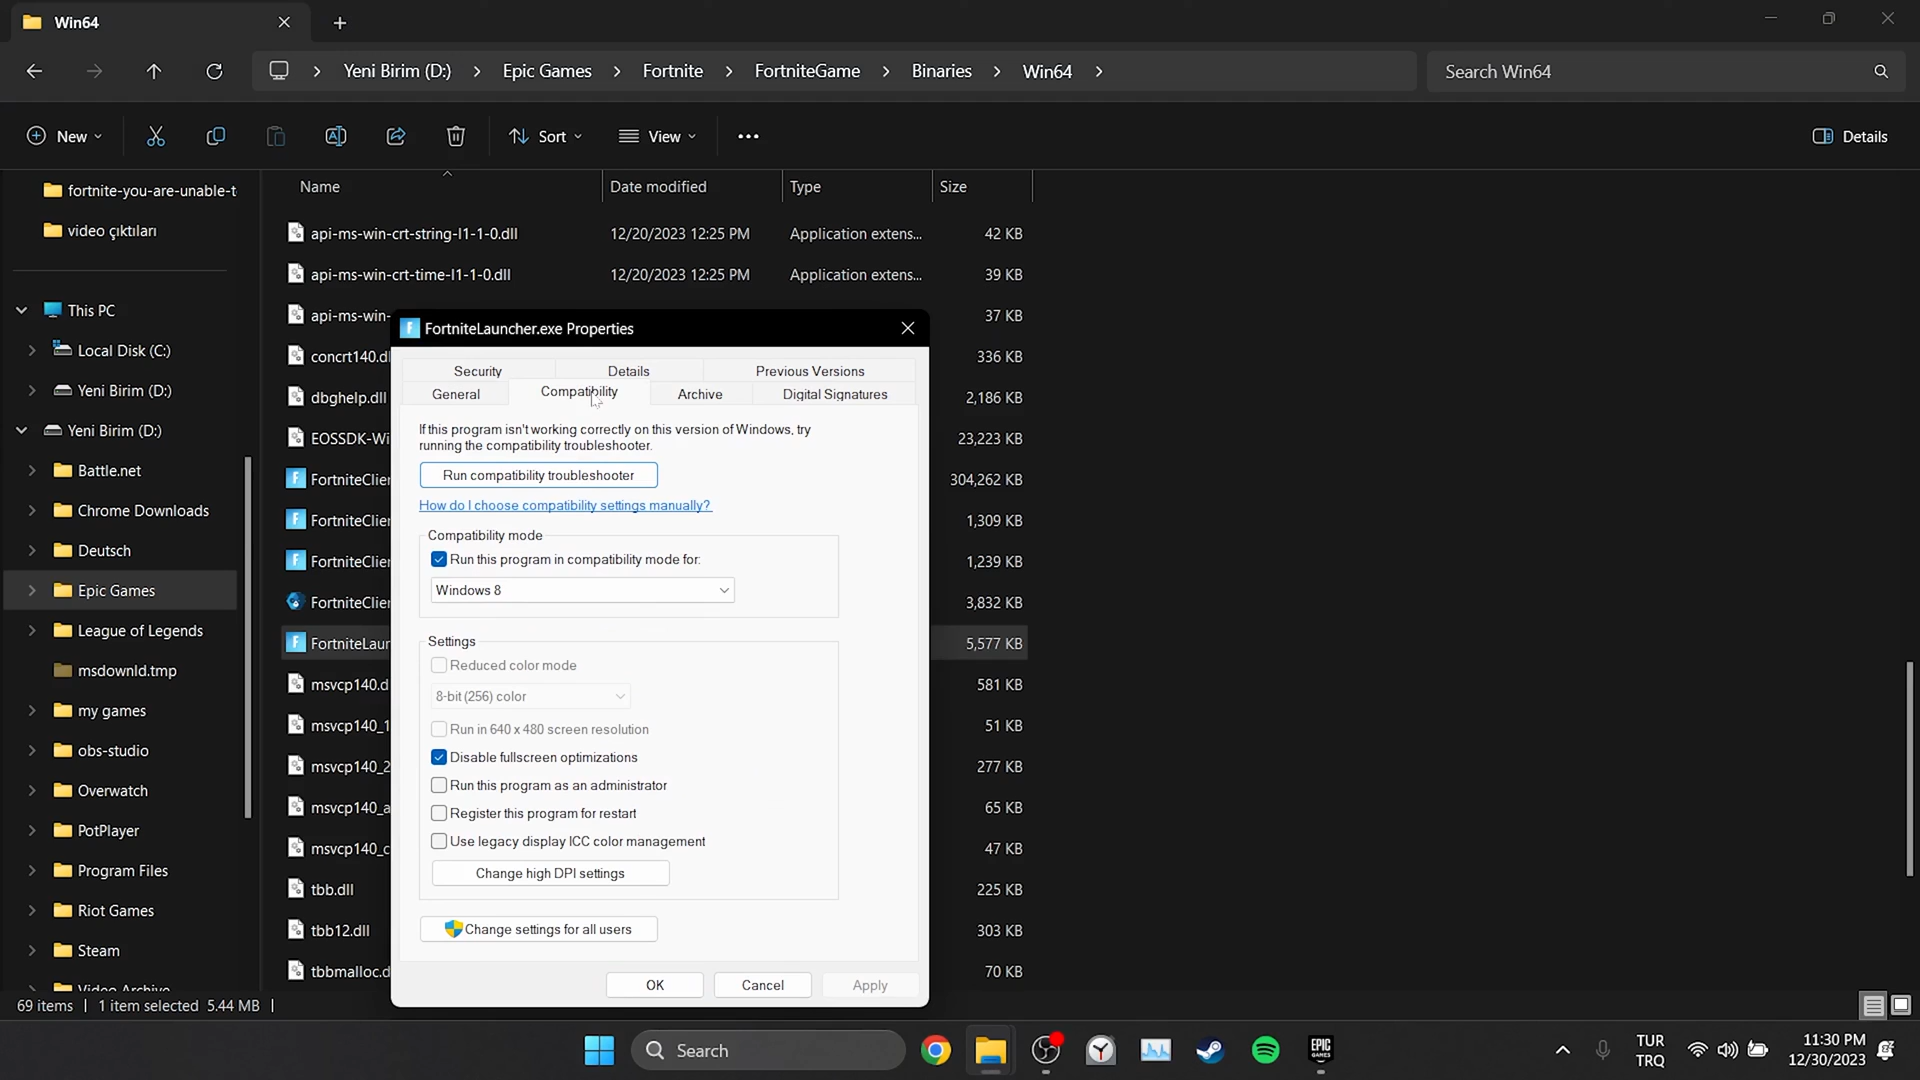 Win64
Yeni Birim (D:) Epic Games Fortnite FortniteGame Binaries Win64
Search Win64
New Sort View Details
fortnite-you-are-unable-t
video çıktıları
This PC
Local Disk (C:)
Yeni Birim (D:)
Yeni Birim (D:)
Battle.net
Chrome Downloads
Deutsch
Epic Games
League of Legends
msdownld.tmp
my games
obs-studio
Overwatch
PotPlayer
Program Files
Riot Games
Steam
Video Archive
Name Date modified Type Size
api-ms-win-crt-string-l1-1-0.dll 12/20/2023 12:25 PM Application extens... 42 KB
api-ms-win-crt-time-l1-1-0.dll 12/20/2023 12:25 PM Application extens... 39 KB
api-ms-win- 37 KB
concrt140.dl 336 KB
dbghelp.dll 2,186 KB
EOSSDK-Wi 23,223 KB
FortniteClier 304,262 KB
FortniteClier 1,309 KB
FortniteClier 1,239 KB
FortniteClier 3,832 KB
FortniteLaur 5,577 KB
msvcp140.d 581 KB
msvcp140_1 51 KB
msvcp140_2 277 KB
msvcp140_a 65 KB
msvcp140_c 47 KB
tbb.dll 225 KB
tbb12.dll 303 KB
tbbmalloc.d 70 KB
FortniteLauncher.exe Properties
Security Details Previous Versions
General Compatibility Archive Digital Signatures
If this program isn't working correctly on this version of Windows, try
running the compatibility troubleshooter.
Run compatibility troubleshooter
How do I choose compatibility settings manually?
Compatibility mode
Run this program in compatibility mode for:
Windows 8
Settings
Reduced color mode
8-bit (256) color
Run in 640 x 480 screen resolution
Disable fullscreen optimizations
Run this program as an administrator
Register this program for restart
Use legacy display ICC color management
Change high DPI settings
Change settings for all users
OK Cancel Apply
69 items 1 item selected 5.44 MB
Search
EPIC
GAMES
TUR
TRQ
11:30 PM
12/30/2023